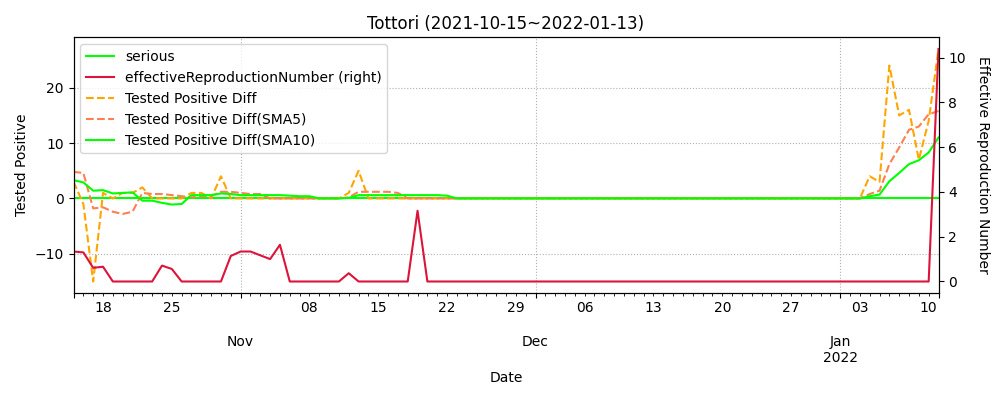 Tottori (2021-10-15~2022-01-13)
serious
effectiveReproductionNumber (right)
Tested Positive Diff
Tested Positive Diff(SMA5)
Tested Positive Diff(SMA10)
Tested Positive
20
10
0
−10
10
8
6
4
2
0
Effective Reproduction Number
18 25 08 15 22 29 06 13 20 27 03 10
Nov Dec Jan
2022
Date